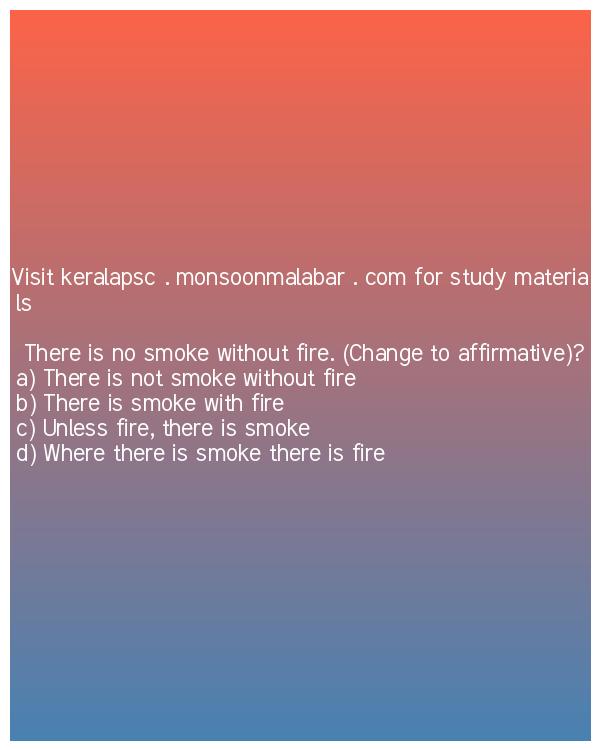 Visit keralapsc . monsoonmalabar . com for study materia
ls
There is no smoke without fire. (Change to affirmative)?
a) There is not smoke without fire
b) There is smoke with fire
c) Unless fire, there is smoke
d) Where there is smoke there is fire